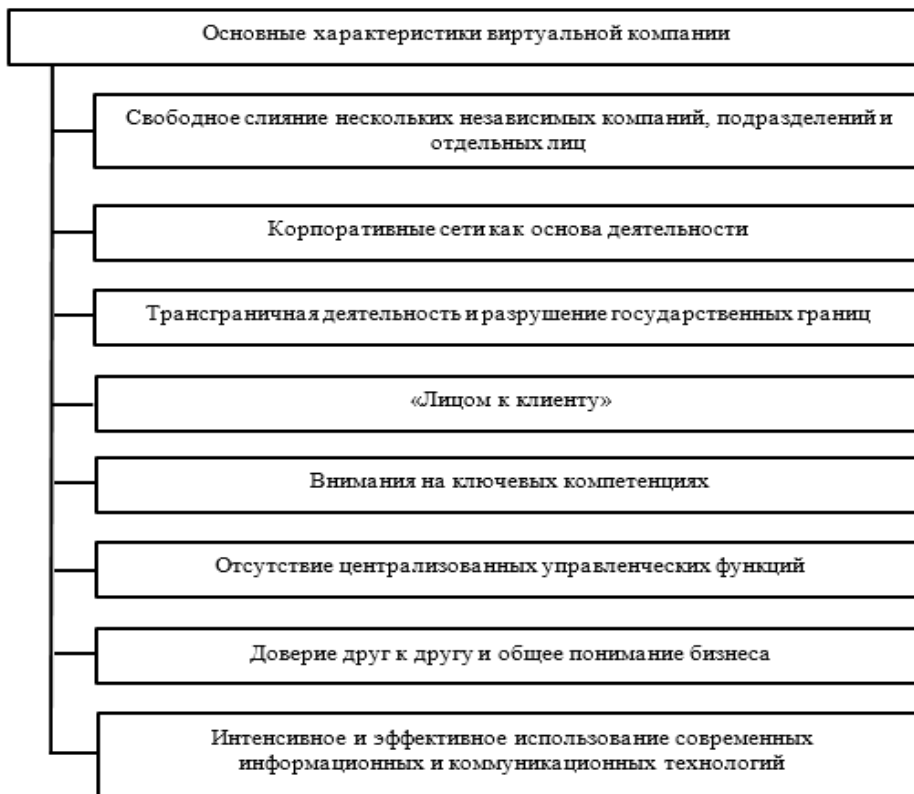 Основные характеристики виртуальной компании
Свободное слияние нескольких независимых компаний, подразделений и
отдельных лиц
Корпоративные сети как основа деятельности
Трансграничная деятельность и разрушение государственных границ
«Лицом к клиенту»
Внимания на ключевых компетенциях
Отсутствие централизованных управленческих функций
Доверие друг к другу и общее понимание бизнеса
Интенсивное и эффективное использование современных
информационных и коммуникационных технологий